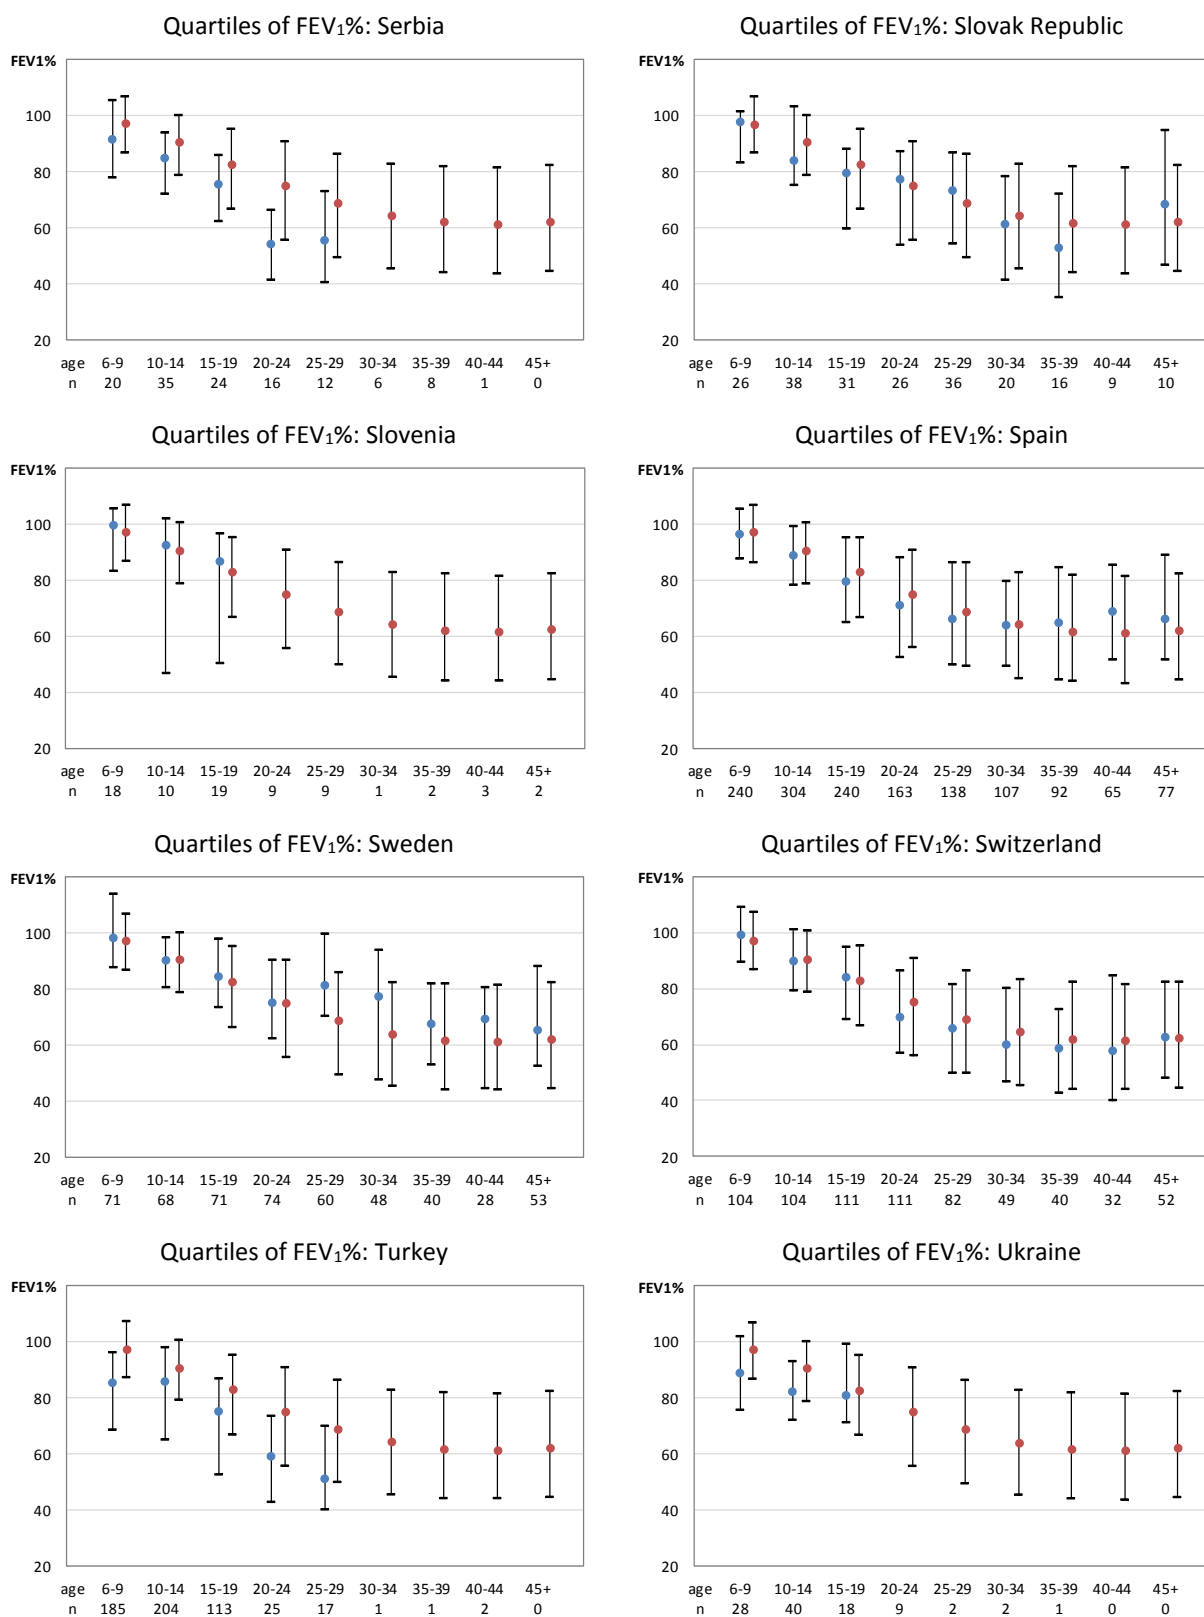 Quartiles of FEV₁%: Serbia
FEV1%
100
80
60
40
20
age 6-9 10-14 15-19 20-24 25-29 30-34 35-39 40-44 45+
n 20 35 24 16 12 6 8 1 0
Quartiles of FEV₁%: Slovak Republic
FEV1%
100
80
60
40
20
age 6-9 10-14 15-19 20-24 25-29 30-34 35-39 40-44 45+
n 26 38 31 26 36 20 16 9 10
Quartiles of FEV₁%: Slovenia
FEV1%
100
80
60
40
20
age 6-9 10-14 15-19 20-24 25-29 30-34 35-39 40-44 45+
n 18 10 19 9 9 1 2 3 2
Quartiles of FEV₁%: Spain
FEV1%
100
80
60
40
20
age 6-9 10-14 15-19 20-24 25-29 30-34 35-39 40-44 45+
n 240 304 240 163 138 107 92 65 77
Quartiles of FEV₁%: Sweden
FEV1%
100
80
60
40
20
age 6-9 10-14 15-19 20-24 25-29 30-34 35-39 40-44 45+
n 71 68 71 74 60 48 40 28 53
Quartiles of FEV₁%: Switzerland
FEV1%
100
80
60
40
20
age 6-9 10-14 15-19 20-24 25-29 30-34 35-39 40-44 45+
n 104 104 111 111 82 49 40 32 52
Quartiles of FEV₁%: Turkey
FEV1%
100
80
60
40
20
age 6-9 10-14 15-19 20-24 25-29 30-34 35-39 40-44 45+
n 185 204 113 25 17 1 1 2 0
Quartiles of FEV₁%: Ukraine
FEV1%
100
80
60
40
20
age 6-9 10-14 15-19 20-24 25-29 30-34 35-39 40-44 45+
n 28 40 18 9 2 2 1 0 0